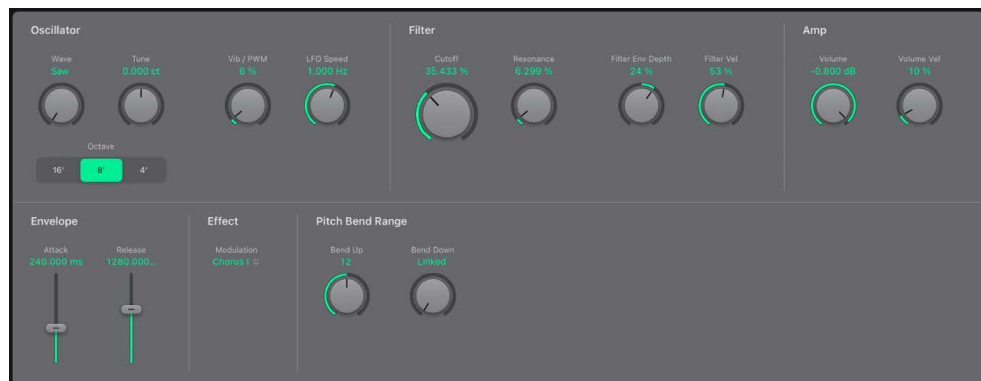 Oscillator
Filter
Amp
Wave
Tune
Vib / PWM
LFO Speed
Cutoff
Resonance
Filter Env Depth
Filter Vel
Volume
Volume Vel
Saw
0.000 ct
6 %
1.000 Hz
35.433 %
6.299 %
24 %
53 %
-0.800 dB
10 %
Octave
16'
8'
4'
Envelope
Effect
Pitch Bend Range
Attack
Release
Modulation
Bend Up
Bend Down
240.000 ms
1280.000...
Chorus I
12
Linked